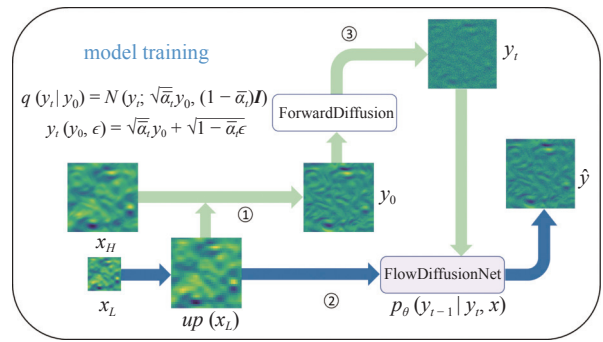 model training
③
y_t
q (y_t | y_0) = N (y_t; √ᾱ_t y_0, (1 − ᾱ_t)I)
y_t (y_0, ϵ) = √ᾱ_t y_0 + √1 − ᾱ_t ϵ
ForwardDiffusion
ŷ
①
y_0
x_H
FlowDiffusionNet
x_L
up (x_L)
②
p_θ (y_{t−1} | y_t, x)